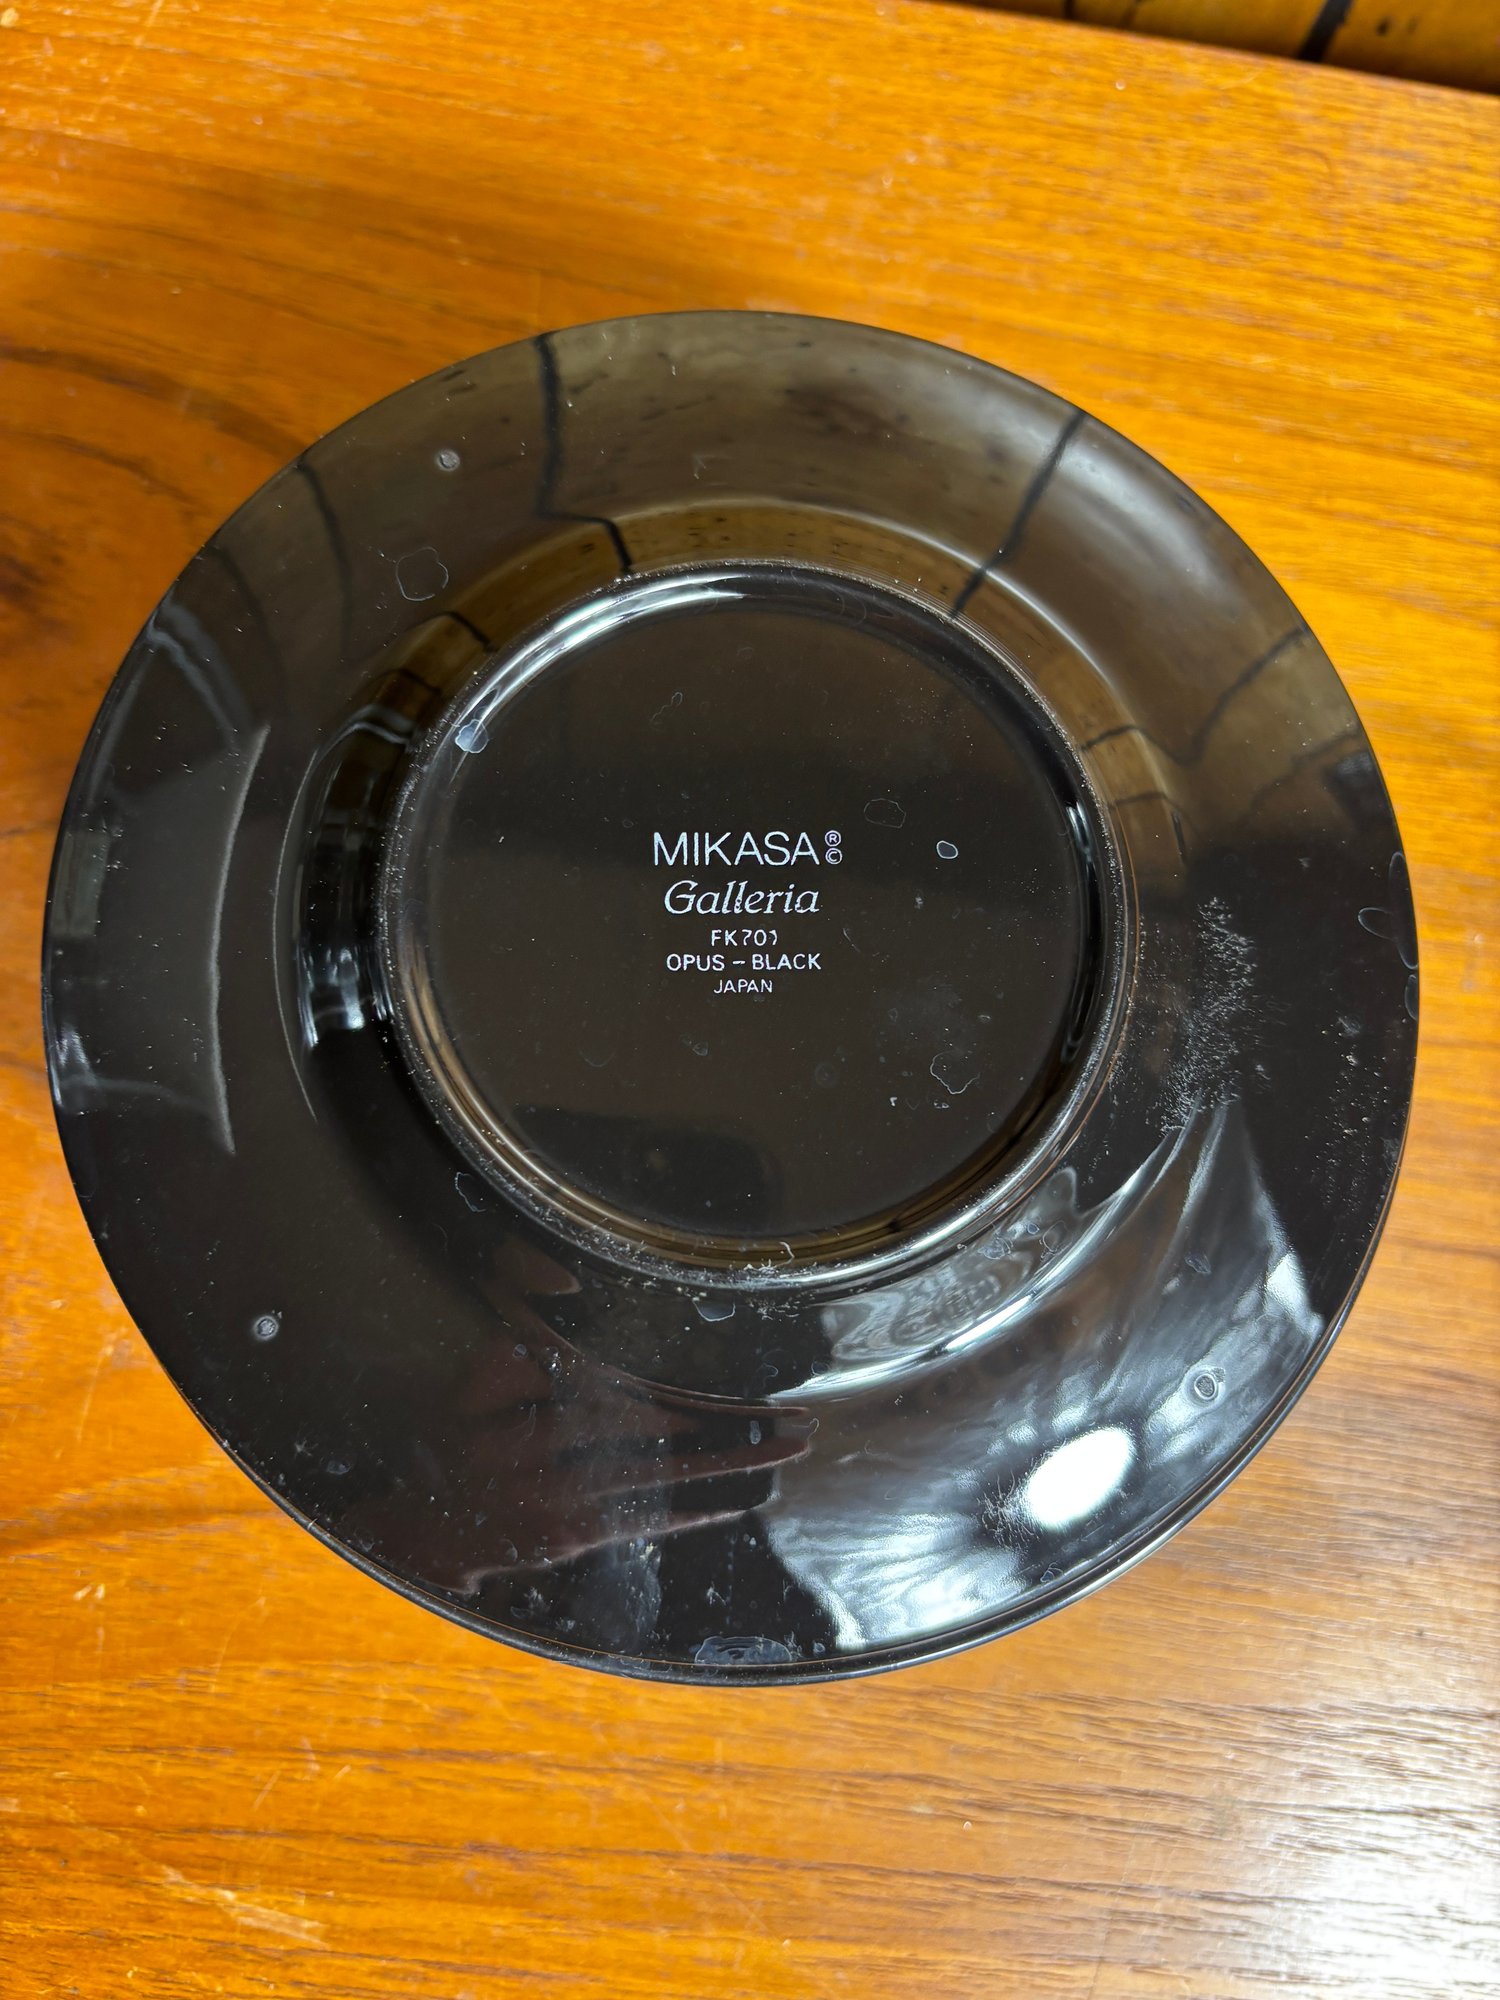 MIKASA®©
Galleria
FK701
OPUS – BLACK
JAPAN